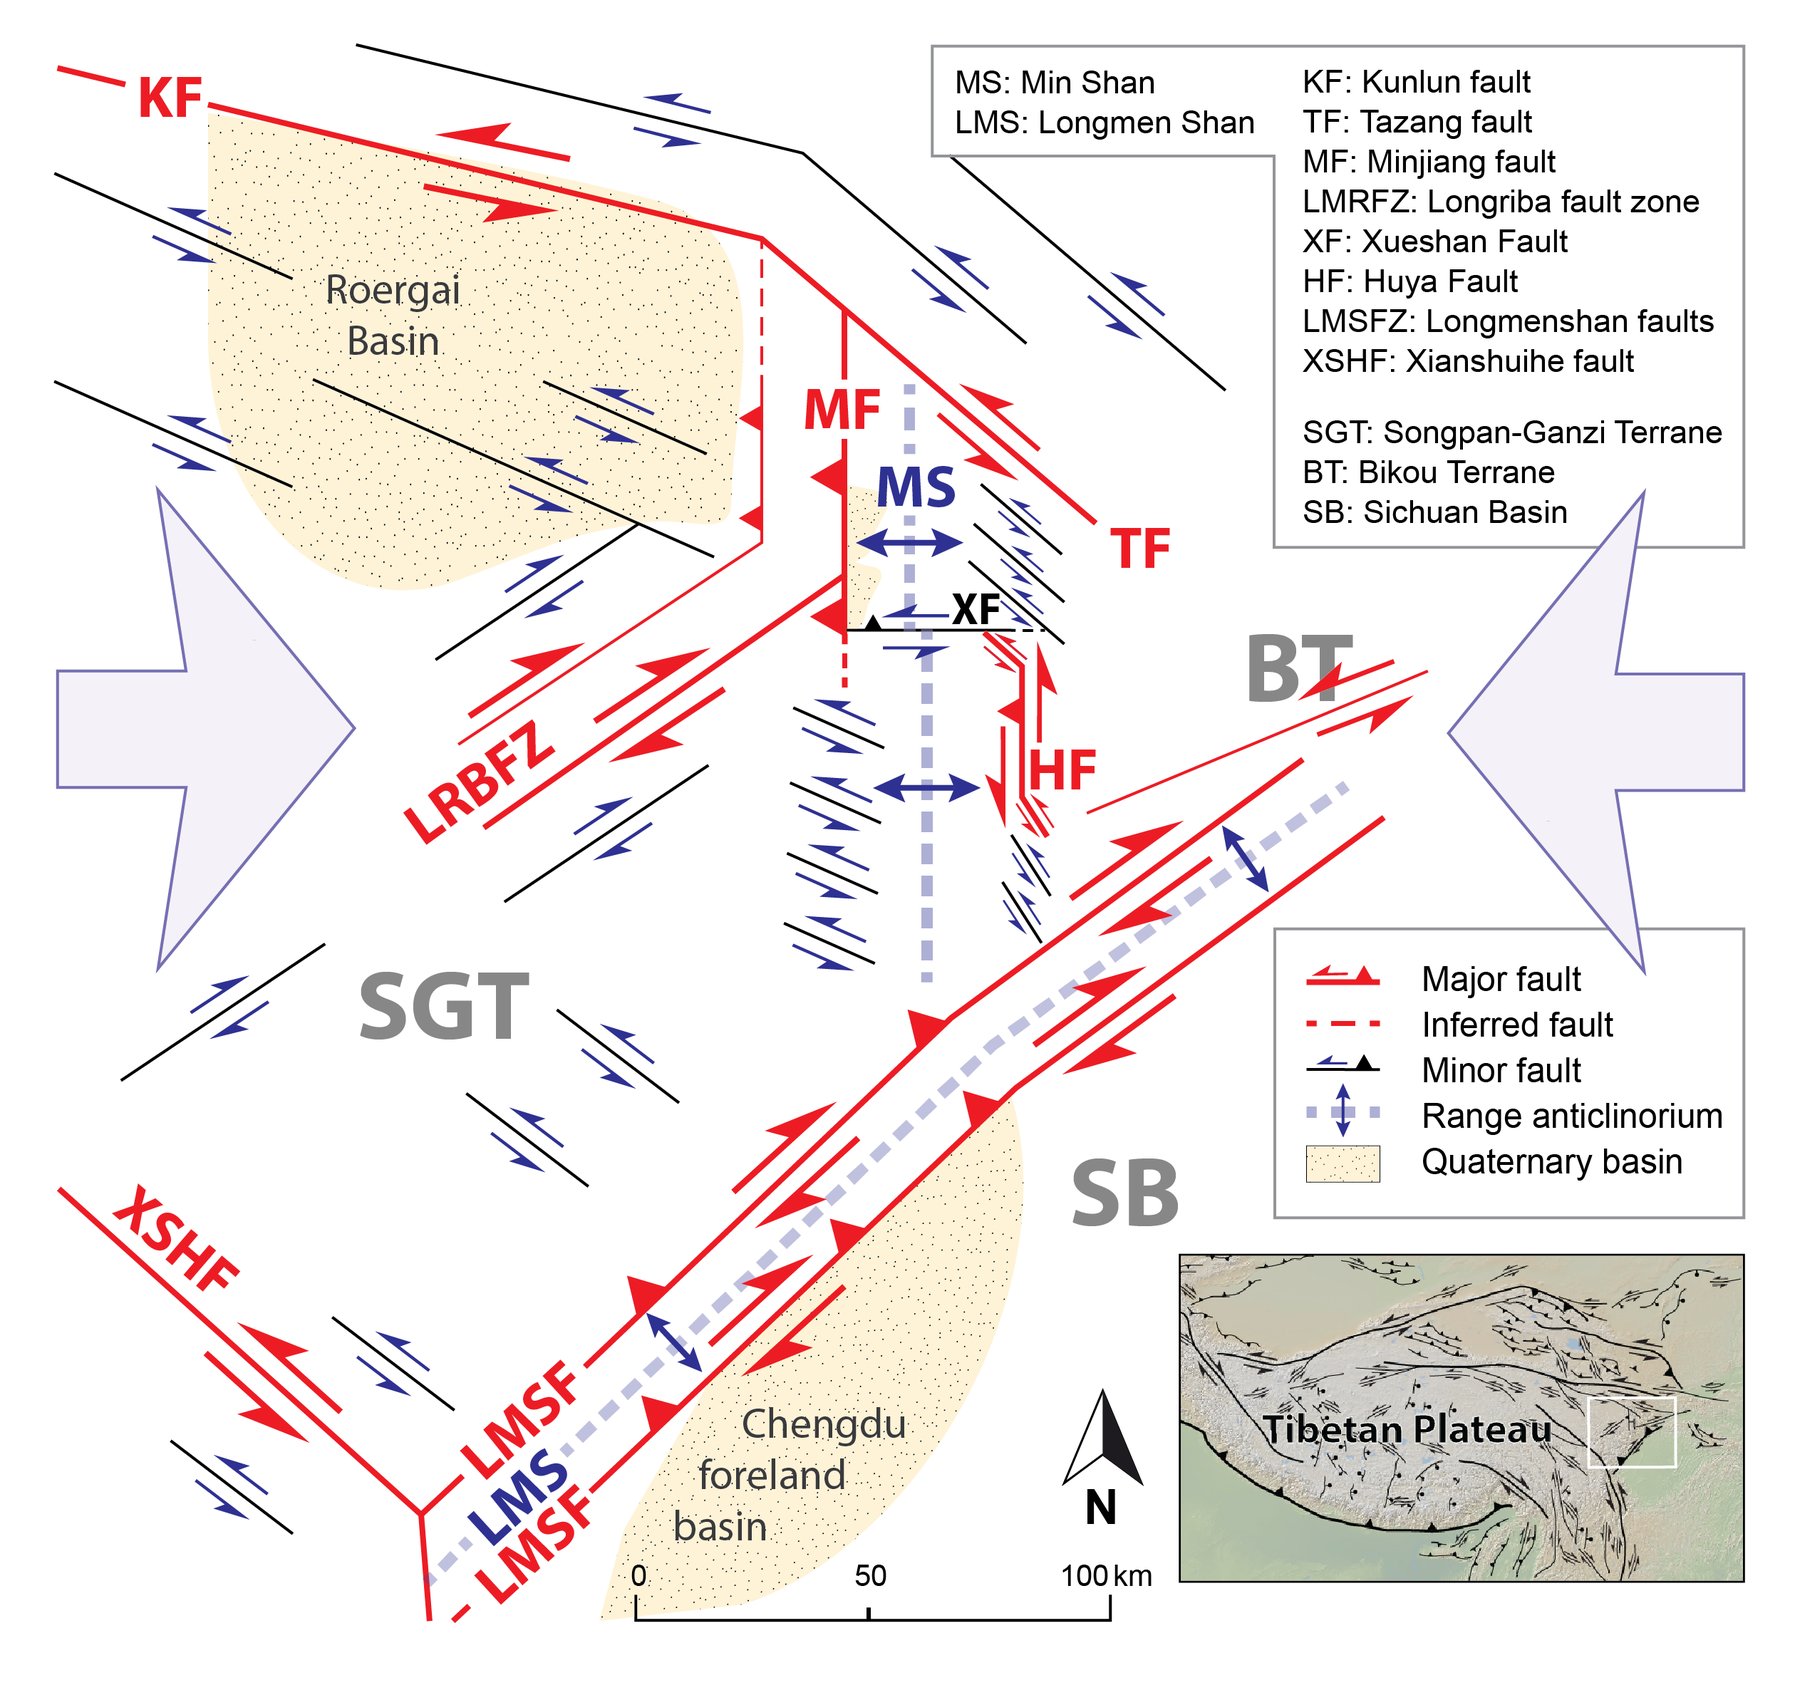 MS: Min Shan
LMS: Longmen Shan
KF: Kunlun fault
TF: Tazang fault
MF: Minjiang fault
LMRFZ: Longriba fault zone
XF: Xueshan Fault
HF: Huya Fault
LMSFZ: Longmenshan faults
XSHF: Xianshuihe fault
SGT: Songpan-Ganzi Terrane
BT: Bikou Terrane
SB: Sichuan Basin
KF
Roergai
Basin
MF
MS
TF
XF
BT
HF
LRBFZ
SGT
SB
XSHF
LMSF
LMS
LMSF
Chengdu
foreland
basin
N
0 50 100 km
Major fault
Inferred fault
Minor fault
Range anticlinorium
Quaternary basin
Tibetan Plateau